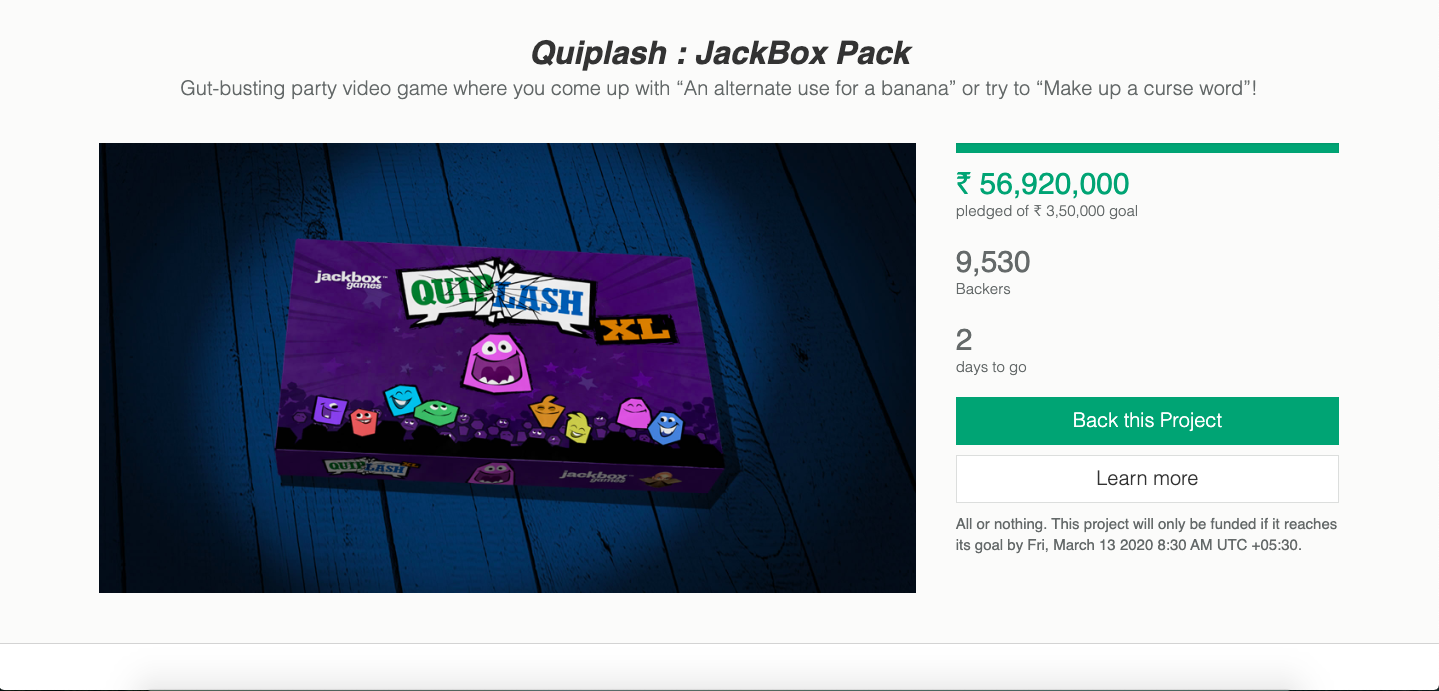 Quiplash : JackBox Pack
Gut-busting party video game where you come up with “An alternate use for a banana” or try to “Make up a curse word”!
jackbox™
games
QUIPLASH
XL
QUIPLASH XL
jackbox
games
₹ 56,920,000
pledged of ₹ 3,50,000 goal
9,530
Backers
2
days to go
Back this Project
Learn more
All or nothing. This project will only be funded if it reaches
its goal by Fri, March 13 2020 8:30 AM UTC +05:30.